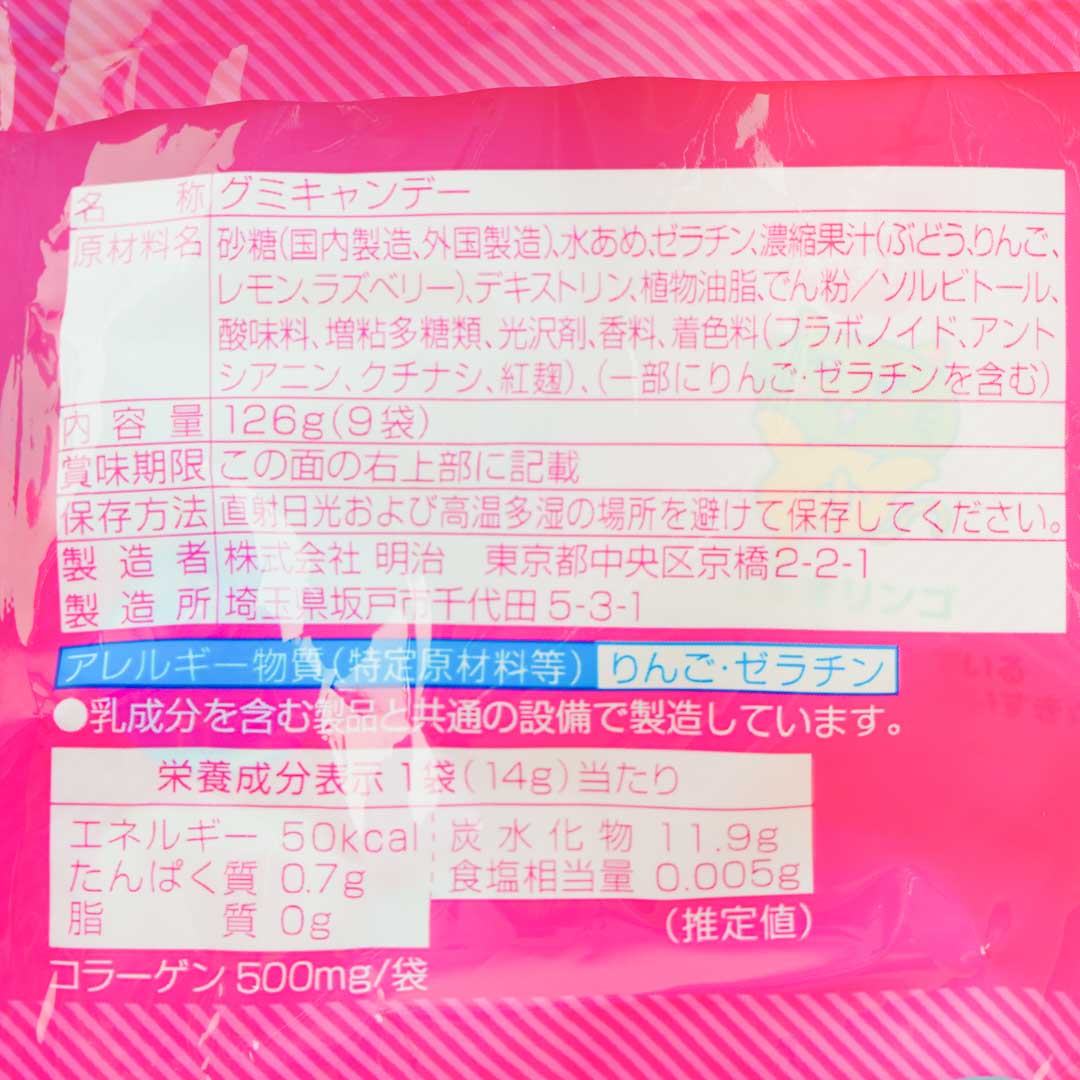 名称 グミキャンデー
原材料名 砂糖(国内製造、外国製造)、水あめ、ゼラチン、濃縮果汁(ぶどう、りんご、
レモン、ラズベリー)、デキストリン、植物油脂、でん粉/ソルビトール、
酸味料、増粘多糖類、光沢剤、香料、着色料(フラボノイド、アント
シアニン、クチナシ、紅麹)、(一部にりんご・ゼラチンを含む)
内容量 126g(9袋)
賞味期限 この面の右上部に記載
保存方法 直射日光および高温多湿の場所を避けて保存してください。
製造者 株式会社 明治 東京都中央区京橋2-2-1
製造所 埼玉県坂戸市千代田5-3-1
リンゴ
アレルギー物質(特定原材料等) りんご・ゼラチン
いる
●乳成分を含む製品と共通の設備で製造しています。
栄養成分表示 1袋(14g)当たり
エネルギー 50kcal 炭水化物 11.9g
たんぱく質 0.7g 食塩相当量 0.005g
脂質 0g
(推定値)
コラーゲン 500mg/袋